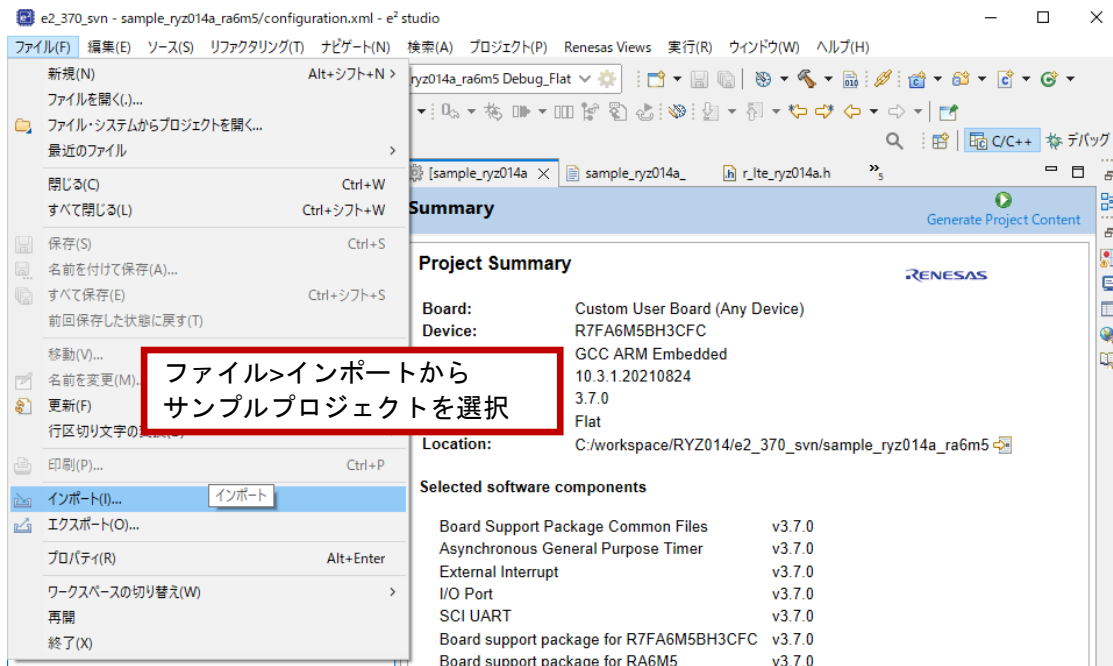 e2_370_svn - sample_ryz014a_ra6m5/configuration.xml - e² studio
ファイル(F) 編集(E) ソース(S) リファクタリング(T) ナビゲート(N) 検索(A) プロジェクト(P) Renesas Views 実行(R) ウィンドウ(W) ヘルプ(H)
新規(N) Alt+シフト+N >
ファイルを開く(.)...
ファイル・システムからプロジェクトを開く...
最近のファイル >
閉じる(C) Ctrl+W
すべて閉じる(L) Ctrl+シフト+W
保存(S) Ctrl+S
名前を付けて保存(A)...
すべて保存(E) Ctrl+シフト+S
前回保存した状態に戻す(T)
移動(V)...
名前を変更(M)...
更新(F)
行区切り文字の
印刷(P)... Ctrl+P
インポート(I)...
インポート
エクスポート(O)...
プロパティ(R) Alt+Enter
ワークスペースの切り替え(W) >
再開
終了(X)
ファイル>インポートから
サンプルプロジェクトを選択
ryz014a_ra6m5 Debug_Flat
C/C++ デバッグ
[sample_ryz014a sample_ryz014a_ r_lte_ryz014a.h »5
Summary
Generate Project Content
Project Summary
RENESAS
Board: Custom User Board (Any Device)
Device: R7FA6M5BH3CFC
GCC ARM Embedded
10.3.1.20210824
3.7.0
Flat
Location: C:/workspace/RYZ014/e2_370_svn/sample_ryz014a_ra6m5
Selected software components
Board Support Package Common Files v3.7.0
Asynchronous General Purpose Timer v3.7.0
External Interrupt v3.7.0
I/O Port v3.7.0
SCI UART v3.7.0
Board support package for R7FA6M5BH3CFC v3.7.0
Board support package for RA6M5 v3.7.0